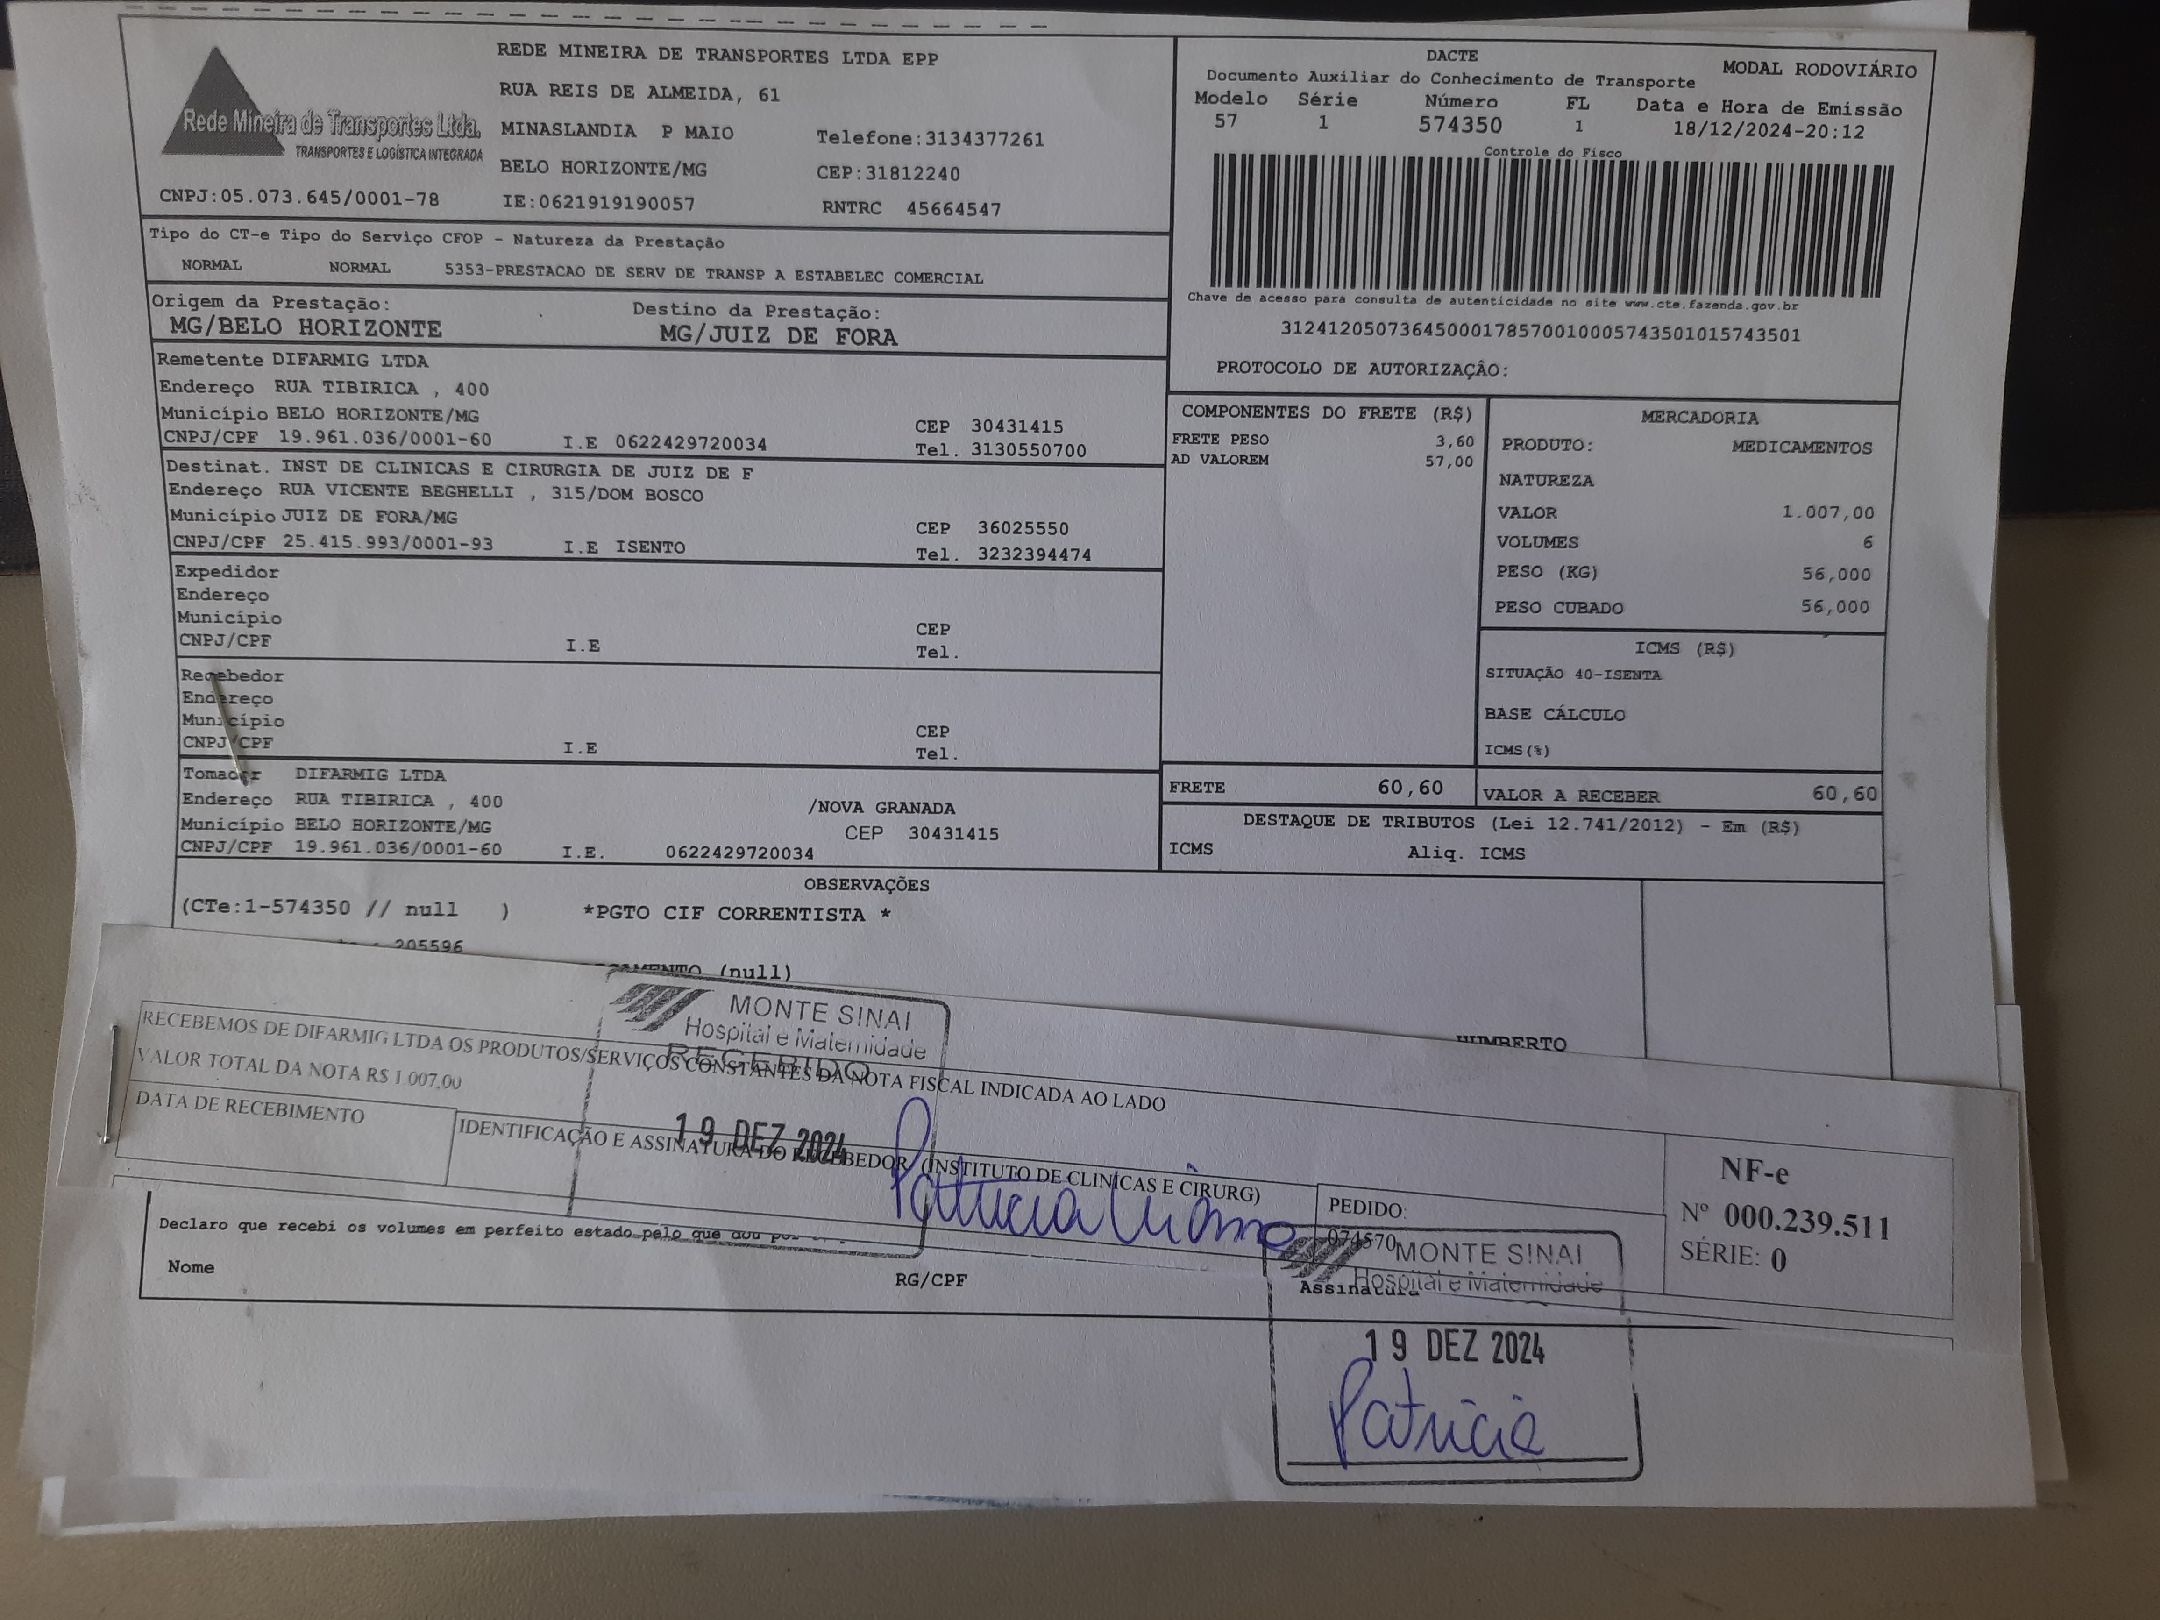 REDE MINEIRA DE TRANSPORTES LTDA EPP
RUA REIS DE ALMEIDA, 61
Rede Mineira de Transportes Ltda.
TRANSPORTES E LOGÍSTICA INTEGRADA
MINASLANDIA P MAIO Telefone:3134377261
BELO HORIZONTE/MG CEP:31812240
CNPJ:05.073.645/0001-78 IE:0621919190057 RNTRC 45664547
DACTE
Documento Auxiliar do Conhecimento de Transporte MODAL RODOVIÁRIO
Modelo Série Número FL Data e Hora de Emissão
57 1 574350 1 18/12/2024-20:12
Controle do Fisco
Chave de acesso para consulta de autenticidade no site www.cte.fazenda.gov.br
31241205073645000178570010005743501015743501
PROTOCOLO DE AUTORIZAÇÂO:
Tipo do CT-e Tipo do Serviço CFOP - Natureza da Prestação
NORMAL NORMAL 5353-PRESTACAO DE SERV DE TRANSP A ESTABELEC COMERCIAL
Origem da Prestação: Destino da Prestação:
MG/BELO HORIZONTE MG/JUIZ DE FORA
Remetente DIFARMIG LTDA
Endereço RUA TIBIRICA , 400
Município BELO HORIZONTE/MG CEP 30431415
CNPJ/CPF 19.961.036/0001-60 I.E 0622429720034 Tel. 3130550700
Destinat. INST DE CLINICAS E CIRURGIA DE JUIZ DE F
Endereço RUA VICENTE BEGHELLI , 315/DOM BOSCO
Município JUIZ DE FORA/MG CEP 36025550
CNPJ/CPF 25.415.993/0001-93 I.E ISENTO Tel. 3232394474
Expedidor
Endereço
Município CEP
CNPJ/CPF I.E Tel.
Recebedor
Endereço
Município CEP
CNPJ/CPF I.E Tel.
Tomador DIFARMIG LTDA
Endereço RUA TIBIRICA , 400 /NOVA GRANADA
Município BELO HORIZONTE/MG CEP 30431415
CNPJ/CPF 19.961.036/0001-60 I.E. 0622429720034
COMPONENTES DO FRETE (R$)
FRETE PESO 3,60
AD VALOREM 57,00
MERCADORIA
PRODUTO: MEDICAMENTOS
NATUREZA
VALOR 1.007,00
VOLUMES 6
PESO (KG) 56,000
PESO CUBADO 56,000
ICMS (R$)
SITUAÇÃO 40-ISENTA
BASE CÁLCULO
ICMS(%)
FRETE 60,60 VALOR A RECEBER 60,60
DESTAQUE DE TRIBUTOS (Lei 12.741/2012) - Em (R$)
ICMS Aliq. ICMS
OBSERVAÇÕES
(CTe:1-574350 // null ) *PGTO CIF CORRENTISTA *
205596
(null)
HUMBERTO
MONTE SINAI
Hospital e Maternidade
RECEBIDO
19 DEZ 2024
RECEBEMOS DE DIFARMIG LTDA OS PRODUTOS/SERVIÇOS CONSTANTES DA NOTA FISCAL INDICADA AO LADO
VALOR TOTAL DA NOTA R$ 1.007,00
DATA DE RECEBIMENTO
IDENTIFICAÇÃO E ASSINATURA DO RECEBEDOR (INSTITUTO DE CLINICAS E CIRURG)
Patricia
PEDIDO:
074570
NF-e
Nº 000.239.511
SÉRIE: 0
Declaro que recebi os volumes em perfeito estado pelo que dou
Nome RG/CPF Assinatura
MONTE SINAI
Hospital e Maternidade
19 DEZ 2024
Patricia